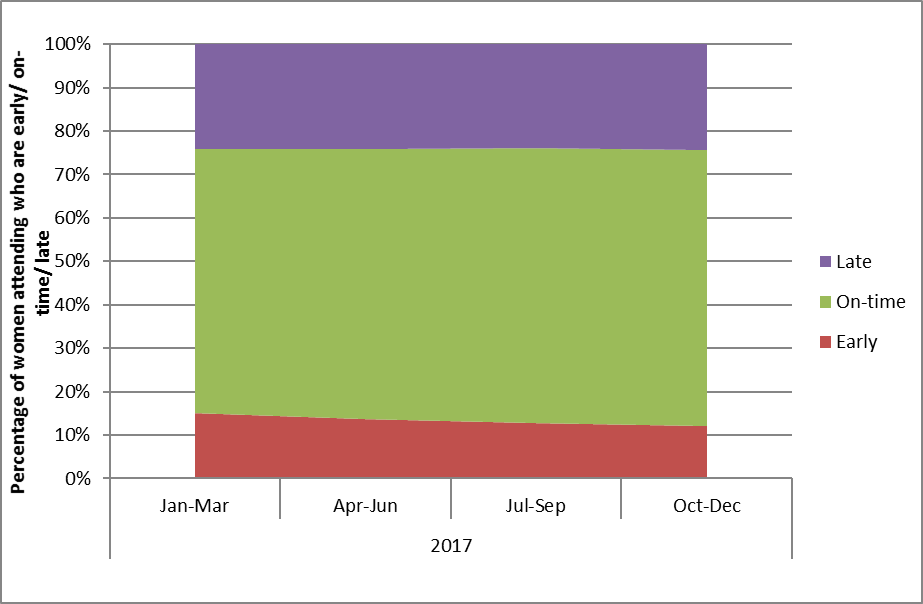 Percentage of women attending who are early/ on-
time/ late
100%
90%
80%
70%
60%
50%
40%
30%
20%
10%
0%
Jan-Mar
Apr-Jun
Jul-Sep
Oct-Dec
2017
Late
On-time
Early